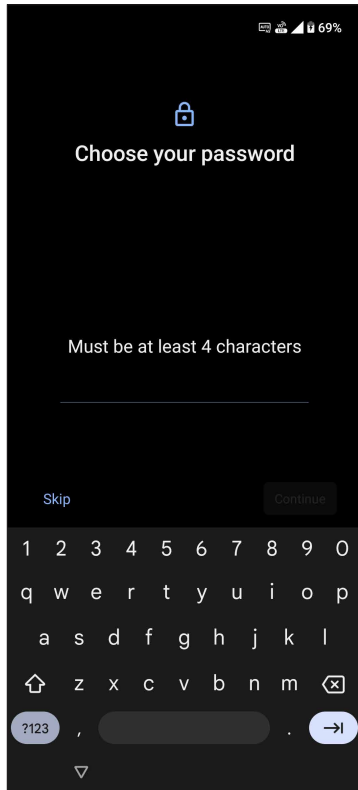 69%
Choose your password
Must be at least 4 characters
Skip
Continue
1 2 3 4 5 6 7 8 9 0
q w e r t y u i o p
a s d f g h j k l
z x c v b n m
?123 , .